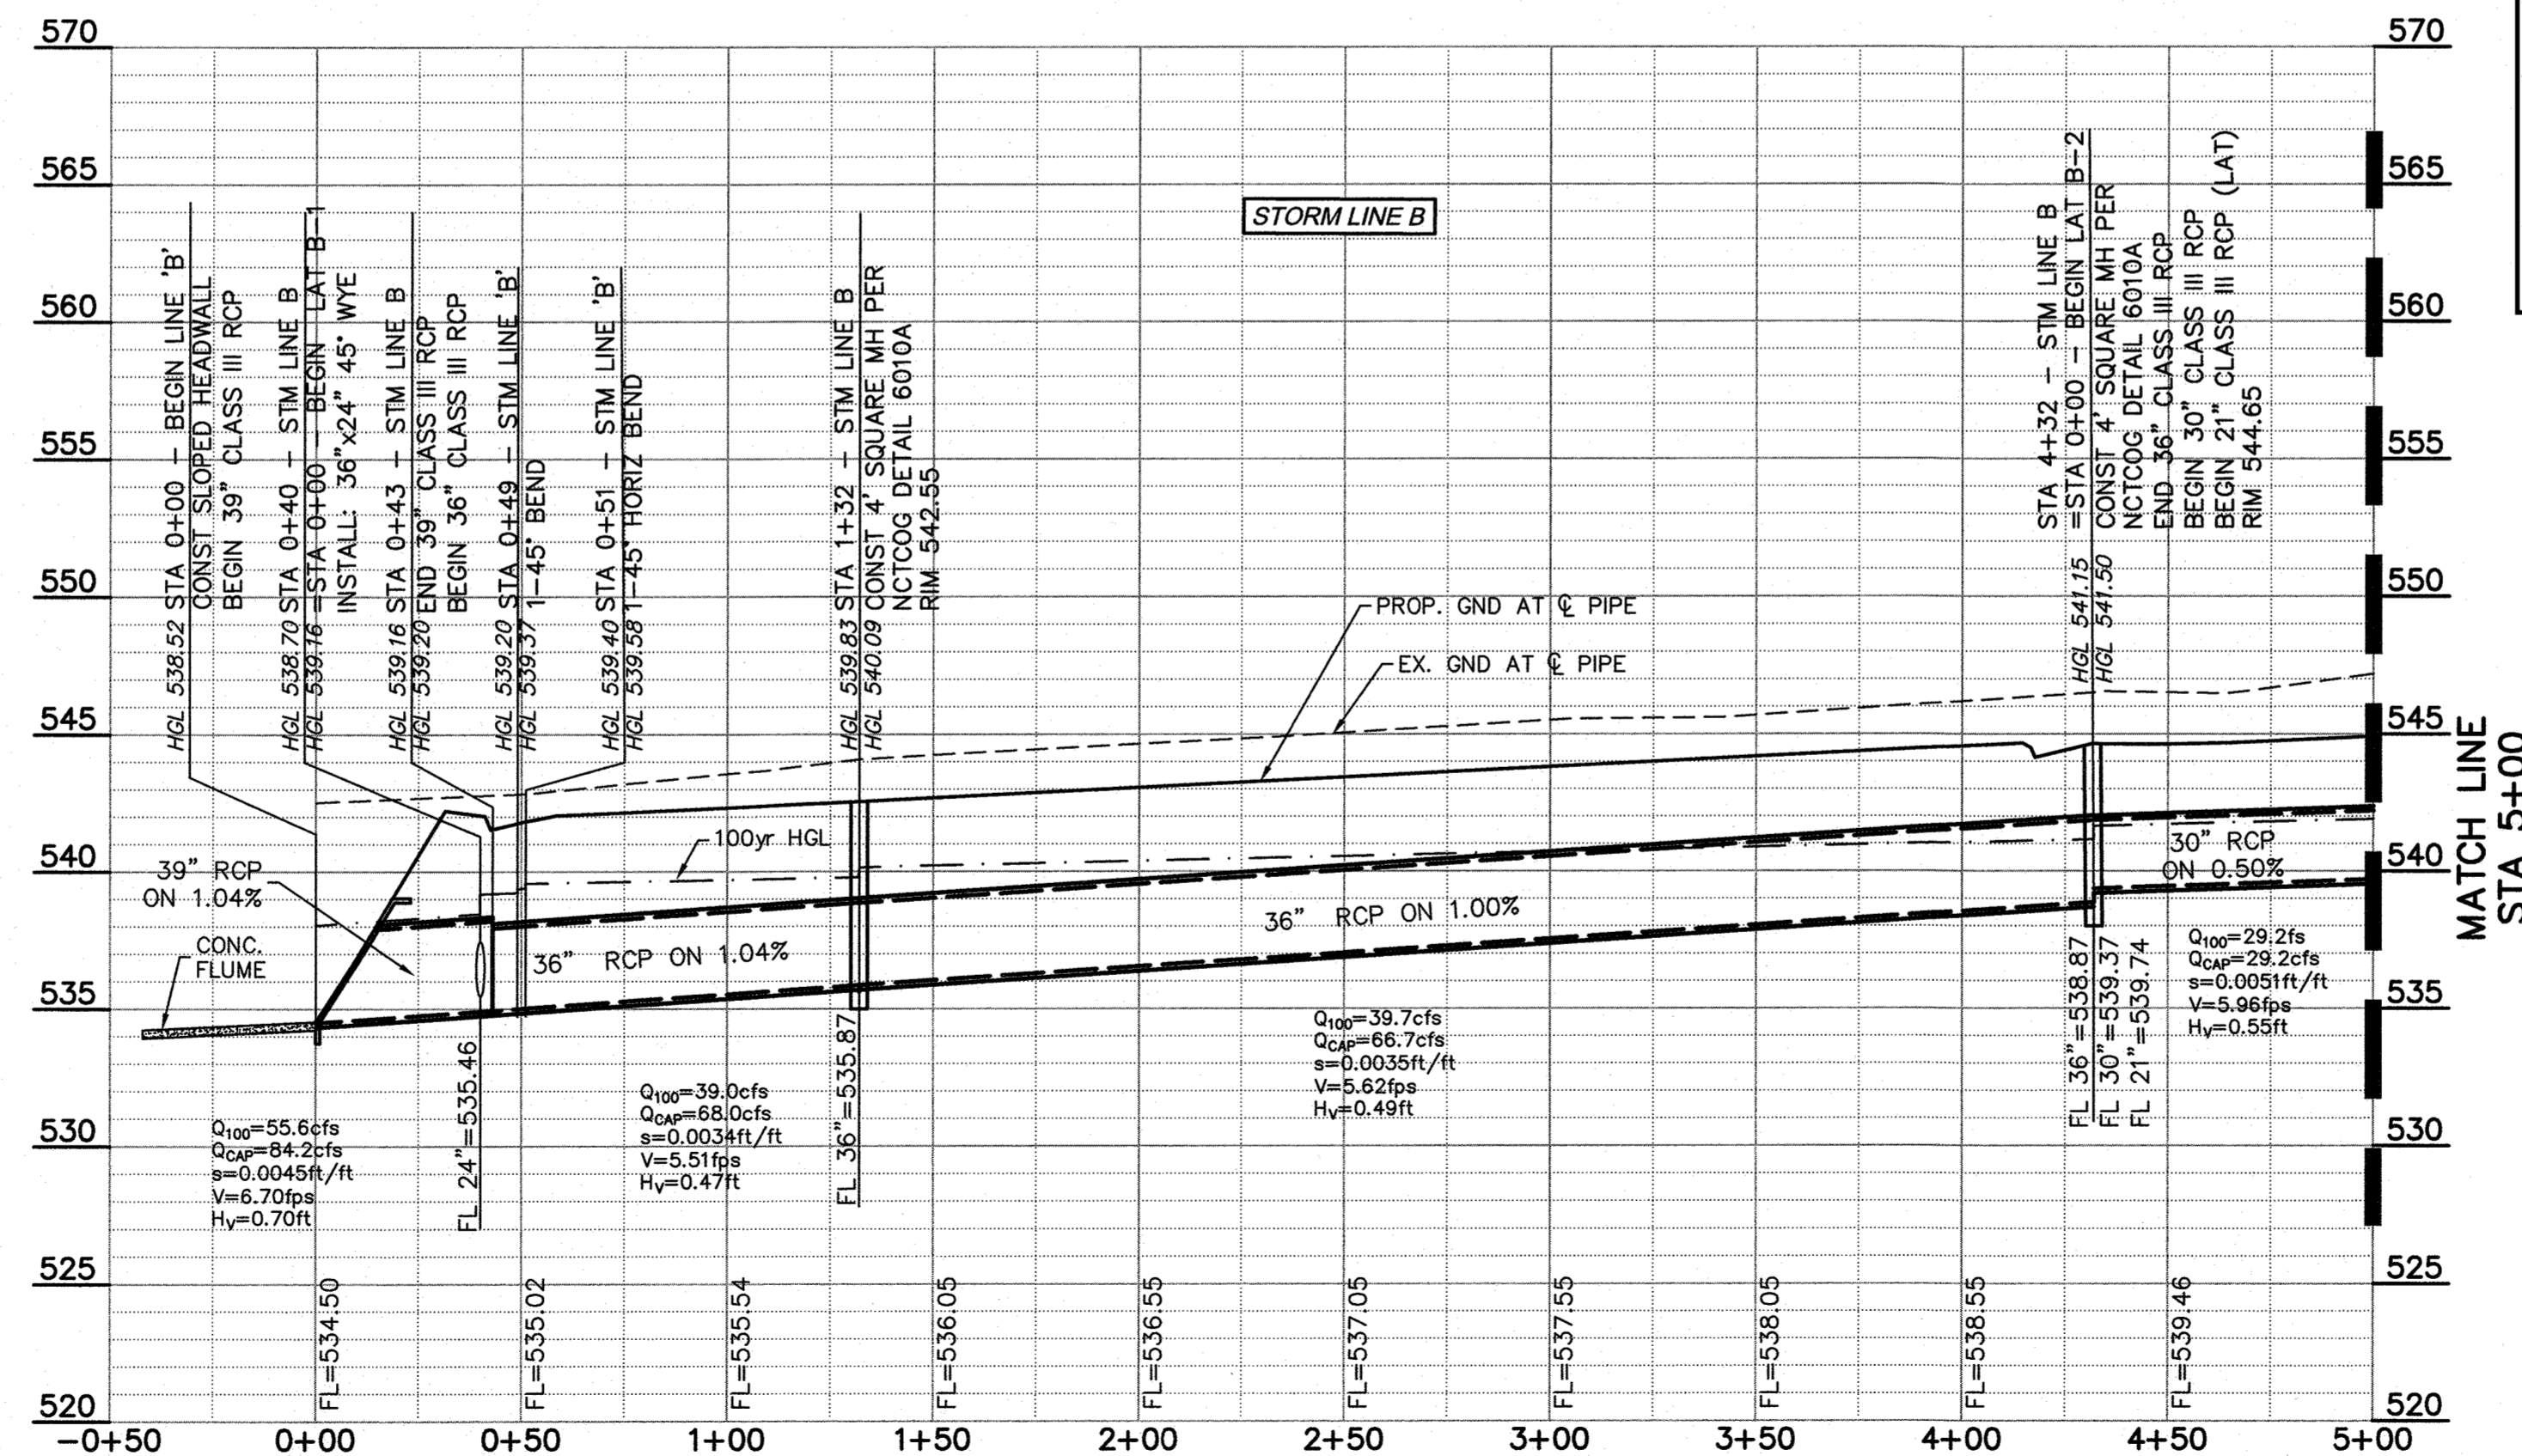 570
570
565
565
560
560
555
555
550
550
545
545
540
540
535
535
530
530
525
525
520
520
STORM LINE B
HGL 538.52 STA 0+00 – BEGIN LINE 'B'
CONST SLOPED HEADWALL
BEGIN 39" CLASS III RCP
HGL 538.70 STA 0+40 – STM LINE B
HGL 539.16 =STA 0+00 – BEGIN LAT B-1
INSTALL: 36"x24" 45° WYE
HGL 539.16 STA 0+43 – STM LINE B
HGL 539.20 END 39" CLASS III RCP
BEGIN 36" CLASS III RCP
HGL 539.20 STA 0+49 – STM LINE 'B'
HGL 539.37 1–45° BEND
HGL 539.40 STA 0+51 – STM LINE 'B'
HGL 539.58 1–45° HORIZ BEND
HGL 539.83 STA 1+32 – STM LINE B
HGL 540.09 CONST 4' SQUARE MH PER
NCTCOG DETAIL 6010A
RIM 542.55
STA 4+32 – STM LINE B
HGL 541.15 =STA 0+00 – BEGIN LAT B-2
HGL 541.50 CONST 4' SQUARE MH PER
NCTCOG DETAIL 6010A
END 36" CLASS III RCP
BEGIN 30" CLASS III RCP
BEGIN 21" CLASS III RCP (LAT)
RIM 544.65
PROP. GND AT ℄ PIPE
EX. GND AT ℄ PIPE
100yr HGL
39" RCP
ON 1.04%
CONC.
FLUME
36" RCP ON 1.04%
36" RCP ON 1.00%
30" RCP
ON 0.50%
MATCH LINE
STA 5+00
Q100=55.6cfs
QCAP=84.2cfs
s=0.0045ft/ft
V=6.70fps
HV=0.70ft
FL 24"=535.46
Q100=39.0cfs
QCAP=68.0cfs
s=0.0034ft/ft
V=5.51fps
HV=0.47ft
FL 36"=535.87
Q100=39.7cfs
QCAP=66.7cfs
s=0.0035ft/ft
V=5.62fps
HV=0.49ft
FL 36"=538.87
FL 30"=539.37
FL 21"=539.74
Q100=29.2fs
QCAP=29.2cfs
s=0.0051ft/ft
V=5.96fps
HV=0.55ft
FL=534.50
FL=535.02
FL=535.54
FL=536.05
FL=536.55
FL=537.05
FL=537.55
FL=538.05
FL=538.55
FL=539.46
-0+50
0+00
0+50
1+00
1+50
2+00
2+50
3+00
3+50
4+00
4+50
5+00